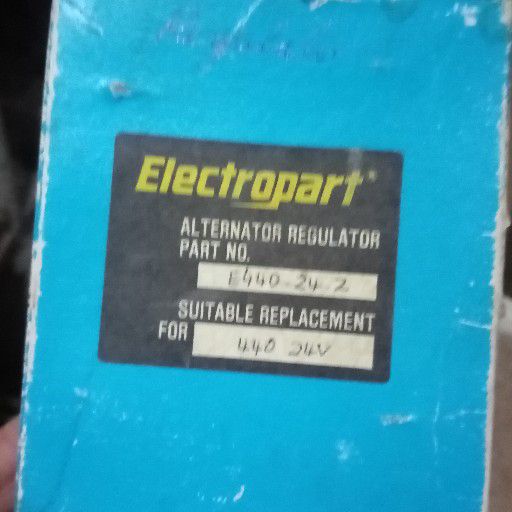 Electropart
ALTERNATOR REGULATOR
PART NO.
E440-24-2
SUITABLE REPLACEMENT
FOR 440 24V